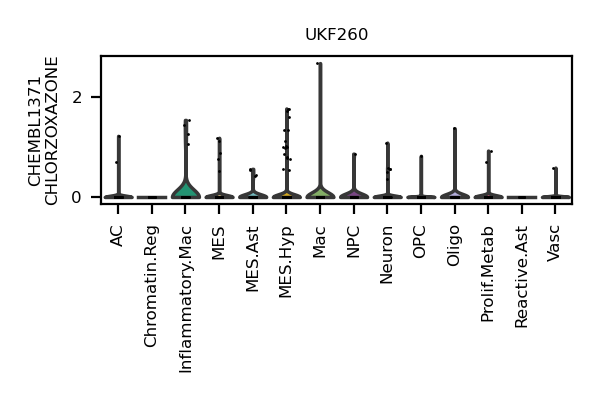 UKF260
CHEMBL1371
CHLORZOXAZONE
2
0
AC
Chromatin.Reg
Inflammatory.Mac
MES
MES.Ast
MES.Hyp
Mac
NPC
Neuron
OPC
Oligo
Prolif.Metab
Reactive.Ast
Vasc